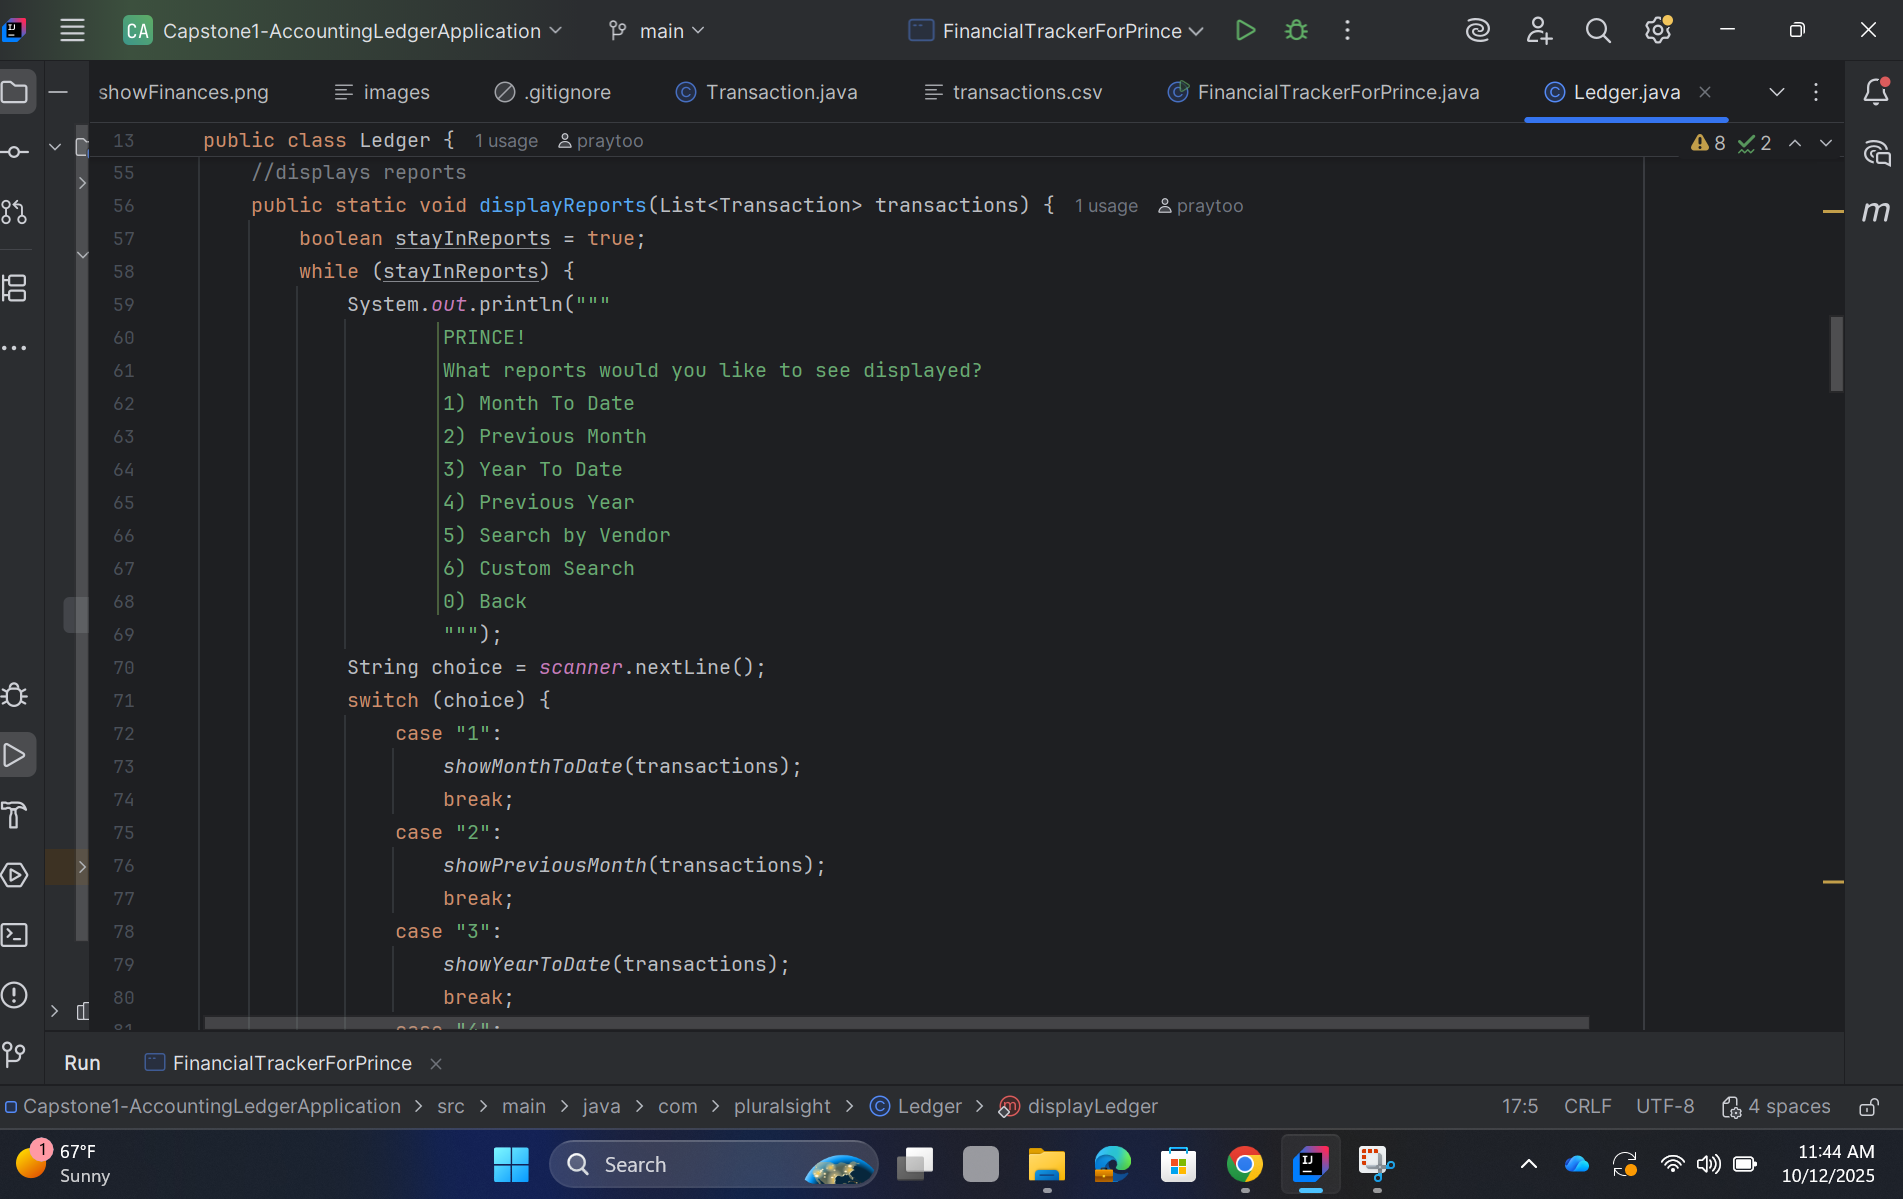 CA Capstone1-AccountingLedgerApplication main FinancialTrackerForPrince
showFinances.png images .gitignore Transaction.java transactions.csv FinancialTrackerForPrince.java Ledger.java
13 public class Ledger { 1 usage praytoo 8 2
55 //displays reports
56 public static void displayReports(List<Transaction> transactions) { 1 usage praytoo
57 boolean stayInReports = true;
58 while (stayInReports) {
59 System.out.println("""
60 PRINCE!
61 What reports would you like to see displayed?
62 1) Month To Date
63 2) Previous Month
64 3) Year To Date
65 4) Previous Year
66 5) Search by Vendor
67 6) Custom Search
68 0) Back
69 """);
70 String choice = scanner.nextLine();
71 switch (choice) {
72 case "1":
73 showMonthToDate(transactions);
74 break;
75 case "2":
76 showPreviousMonth(transactions);
77 break;
78 case "3":
79 showYearToDate(transactions);
80 break;
81 case "4":
Run FinancialTrackerForPrince
Capstone1-AccountingLedgerApplication > src > main > java > com > pluralsight > Ledger > displayLedger 17:5 CRLF UTF-8 4 spaces
1 67°F
Sunny
Search
11:44 AM
10/12/2025